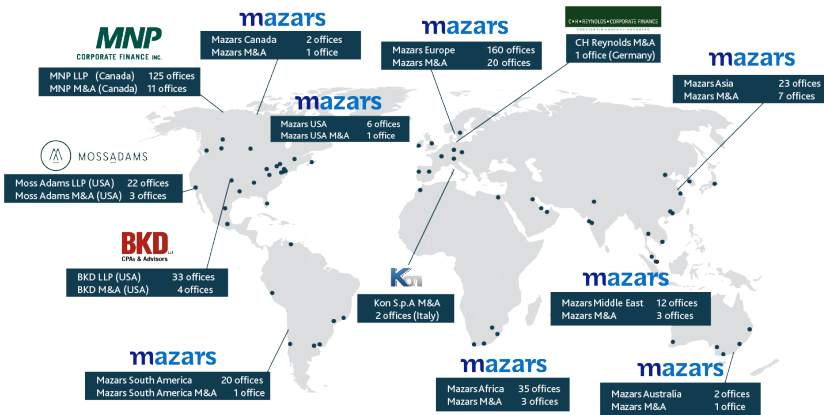 MNP
CORPORATE FINANCE INC.
MNP LLP (Canada) 125 offices
MNP M&A (Canada) 11 offices
mazars
Mazars Canada 2 offices
Mazars M&A 1 office
mazars
Mazars Europe 160 offices
Mazars M&A 20 offices
C•H•REYNOLDS•CORPORATE FINANCE
CH Reynolds M&A
1 office (Germany)
mazars
Mazars Asia 23 offices
Mazars M&A 7 offices
mazars
Mazars USA 6 offices
Mazars USA M&A 1 office
MOSSADAMS
Moss Adams LLP (USA) 22 offices
Moss Adams M&A (USA) 3 offices
BKD LLP
CPAs & Advisors
BKD LLP (USA) 33 offices
BKD M&A (USA) 4 offices
Kon
Kon S.p.A M&A
2 offices (Italy)
mazars
Mazars Middle East 12 offices
Mazars M&A 3 offices
mazars
Mazars South America 20 offices
Mazars South America M&A 1 office
mazars
Mazars Africa 35 offices
Mazars M&A 3 offices
mazars
Mazars Australia 2 offices
Mazars M&A 1 office